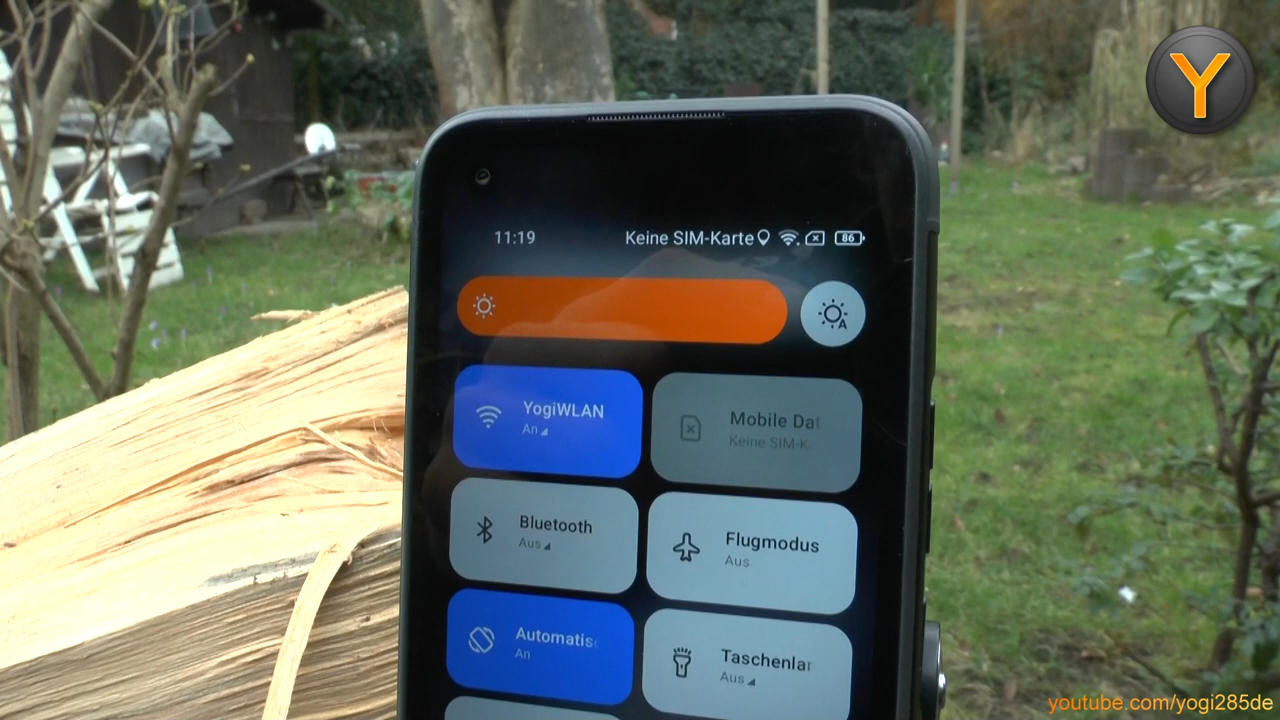 Y
11:19
Keine SIM-Karte
86
A
YogiWLAN
An
Mobile Dat
Keine SIM-K
Bluetooth
Aus
Flugmodus
Aus
Automatis
An
Taschenlar
Aus
youtube.com/yogi285de